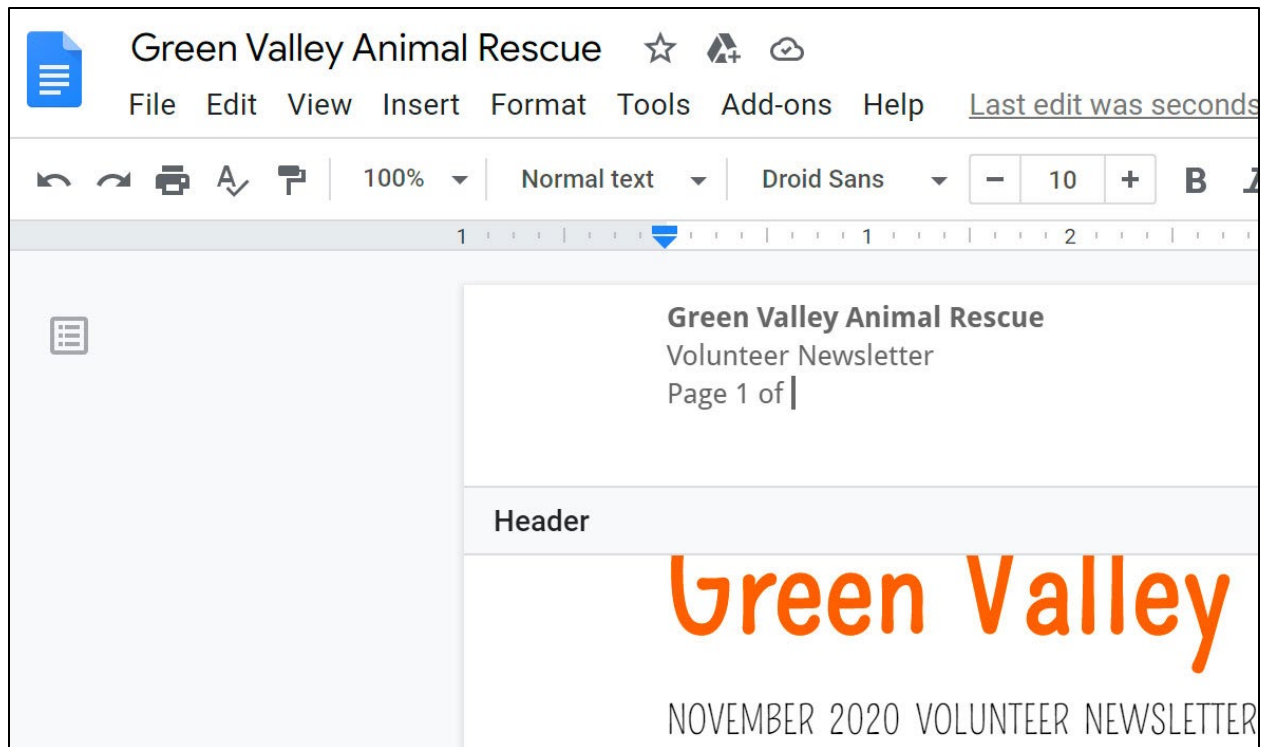 Green Valley Animal Rescue
File Edit View Insert Format Tools Add-ons Help Last edit was seconds
100% Normal text Droid Sans - 10 + B I
1 1 2
Green Valley Animal Rescue
Volunteer Newsletter
Page 1 of
Header
Green Valley
NOVEMBER 2020 VOLUNTEER NEWSLETTER